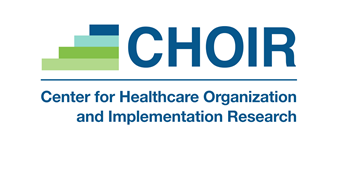 CHOIR
Center for Healthcare Organization
and Implementation Research